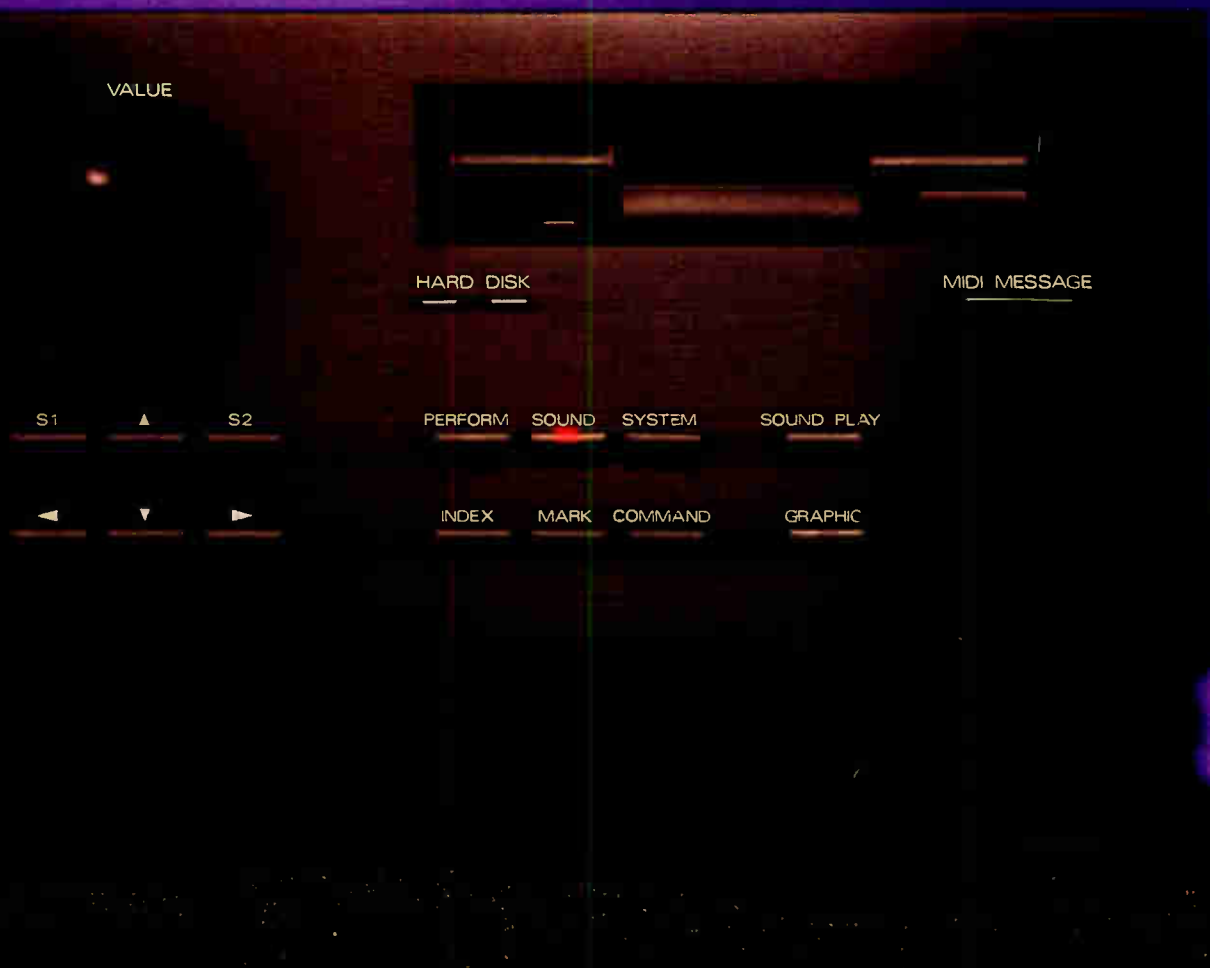 VALUE
HARD DISK
MIDI MESSAGE
S1 ▲ S2 PERFORM SOUND SYSTEM SOUND PLAY
◀ ▼ ▶ INDEX MARK COMMAND GRAPHIC